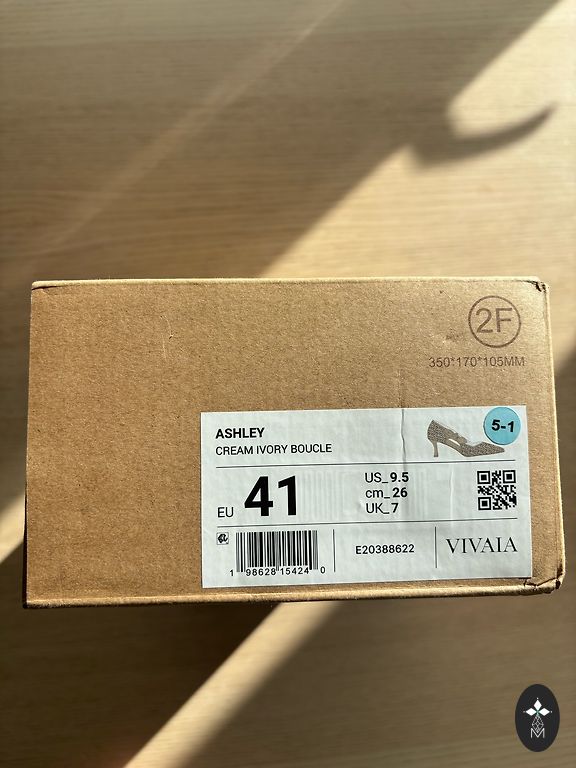 2F
350*170*105MM
ASHLEY
CREAM IVORY BOUCLE
5-1
EU 41
US_9.5
cm_26
UK_7
1 98628 15424 0
E20388622
VIVAIA
M